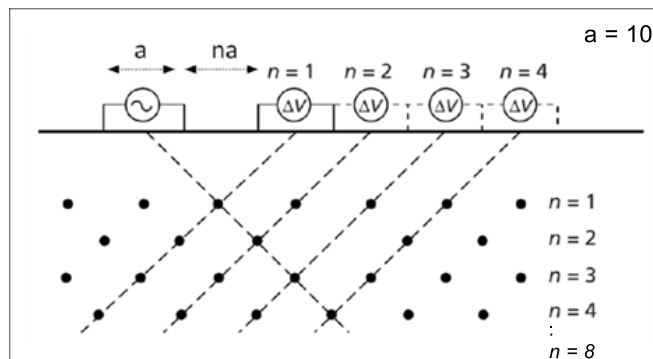 a = 10
a na n = 1 n = 2 n = 3 n = 4
ΔV ΔV ΔV ΔV
n = 1
n = 2
n = 3
n = 4
:
n = 8